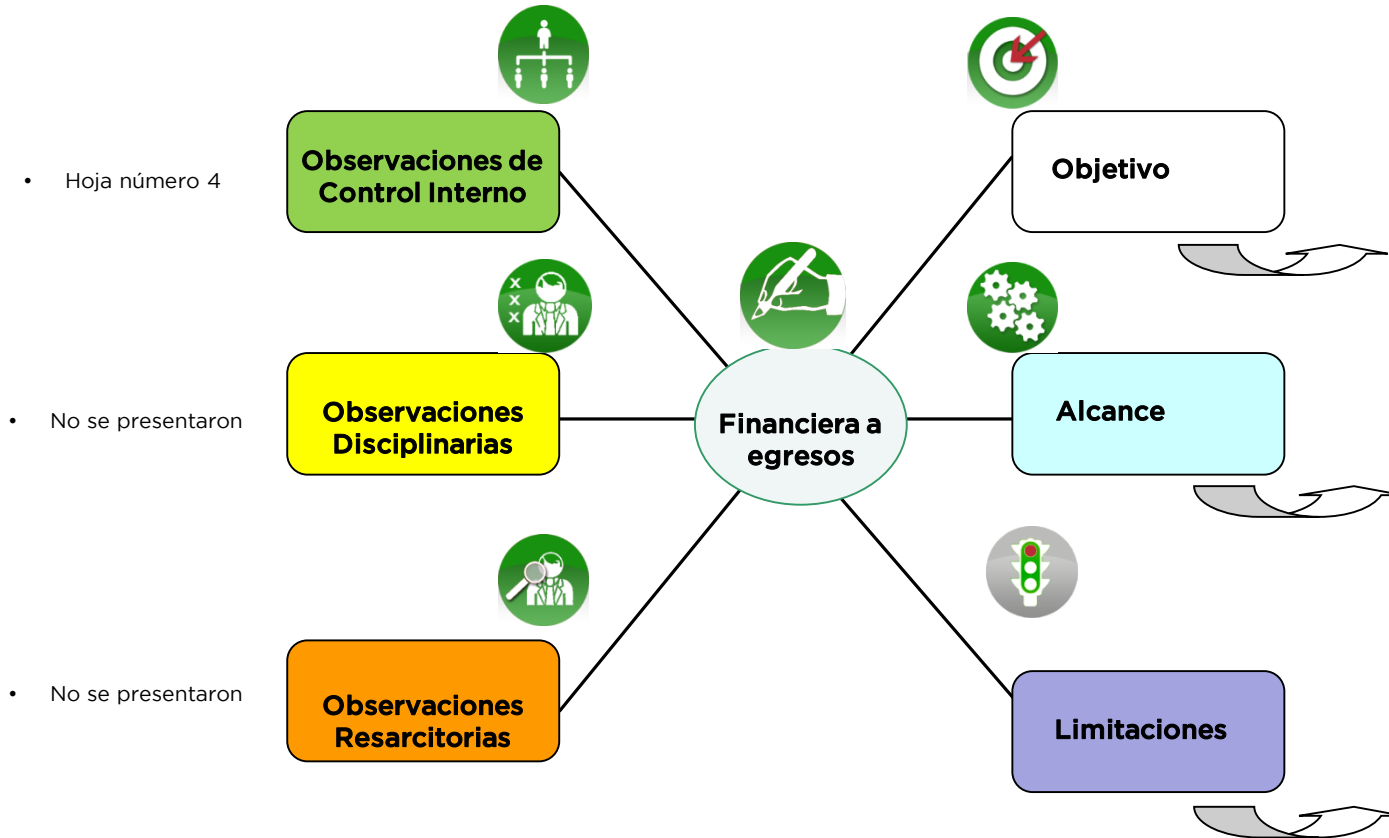 Hoja número 4
Observaciones de
Control Interno
Objetivo
No se presentaron
Observaciones
Disciplinarias
Financiera a
egresos
Alcance
No se presentaron
Observaciones
Resarcitorias
Limitaciones